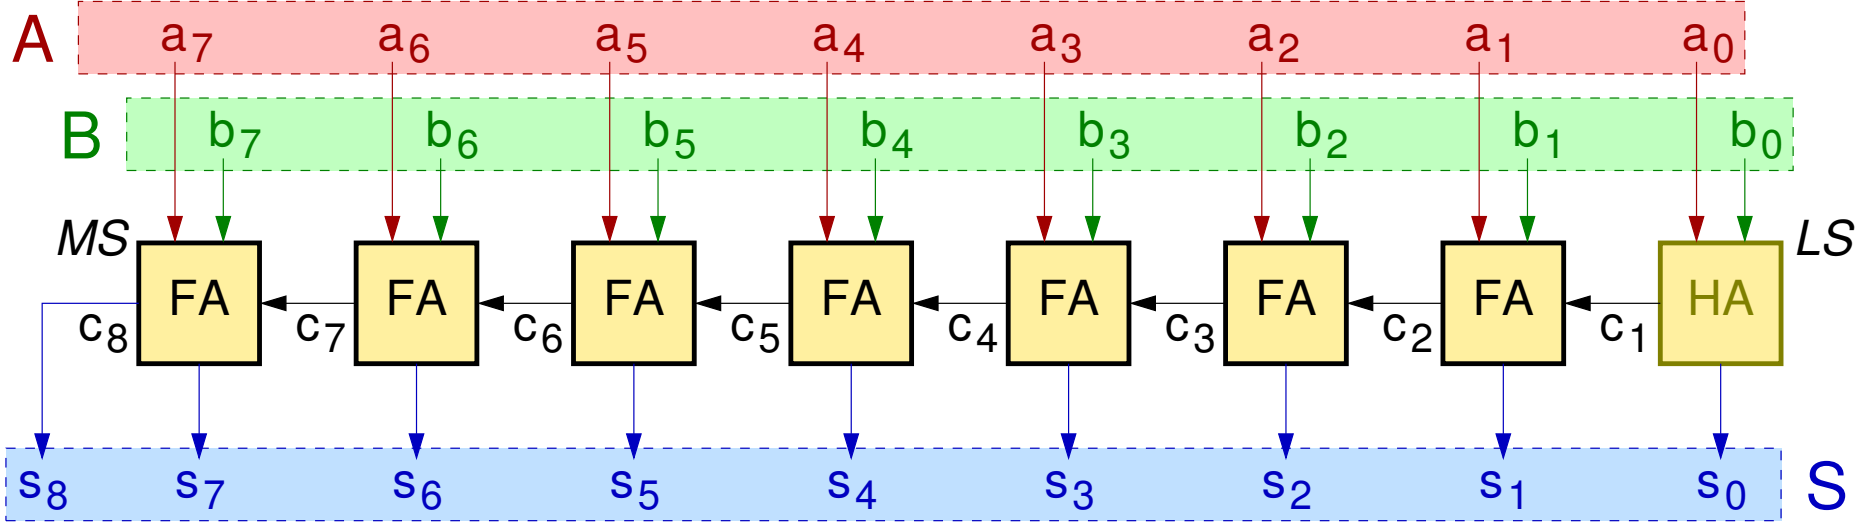 A a7 a6 a5 a4 a3 a2 a1 a0
B b7 b6 b5 b4 b3 b2 b1 b0
MS LS
FA FA FA FA FA FA FA HA
c8 c7 c6 c5 c4 c3 c2 c1
s8 s7 s6 s5 s4 s3 s2 s1 s0 S